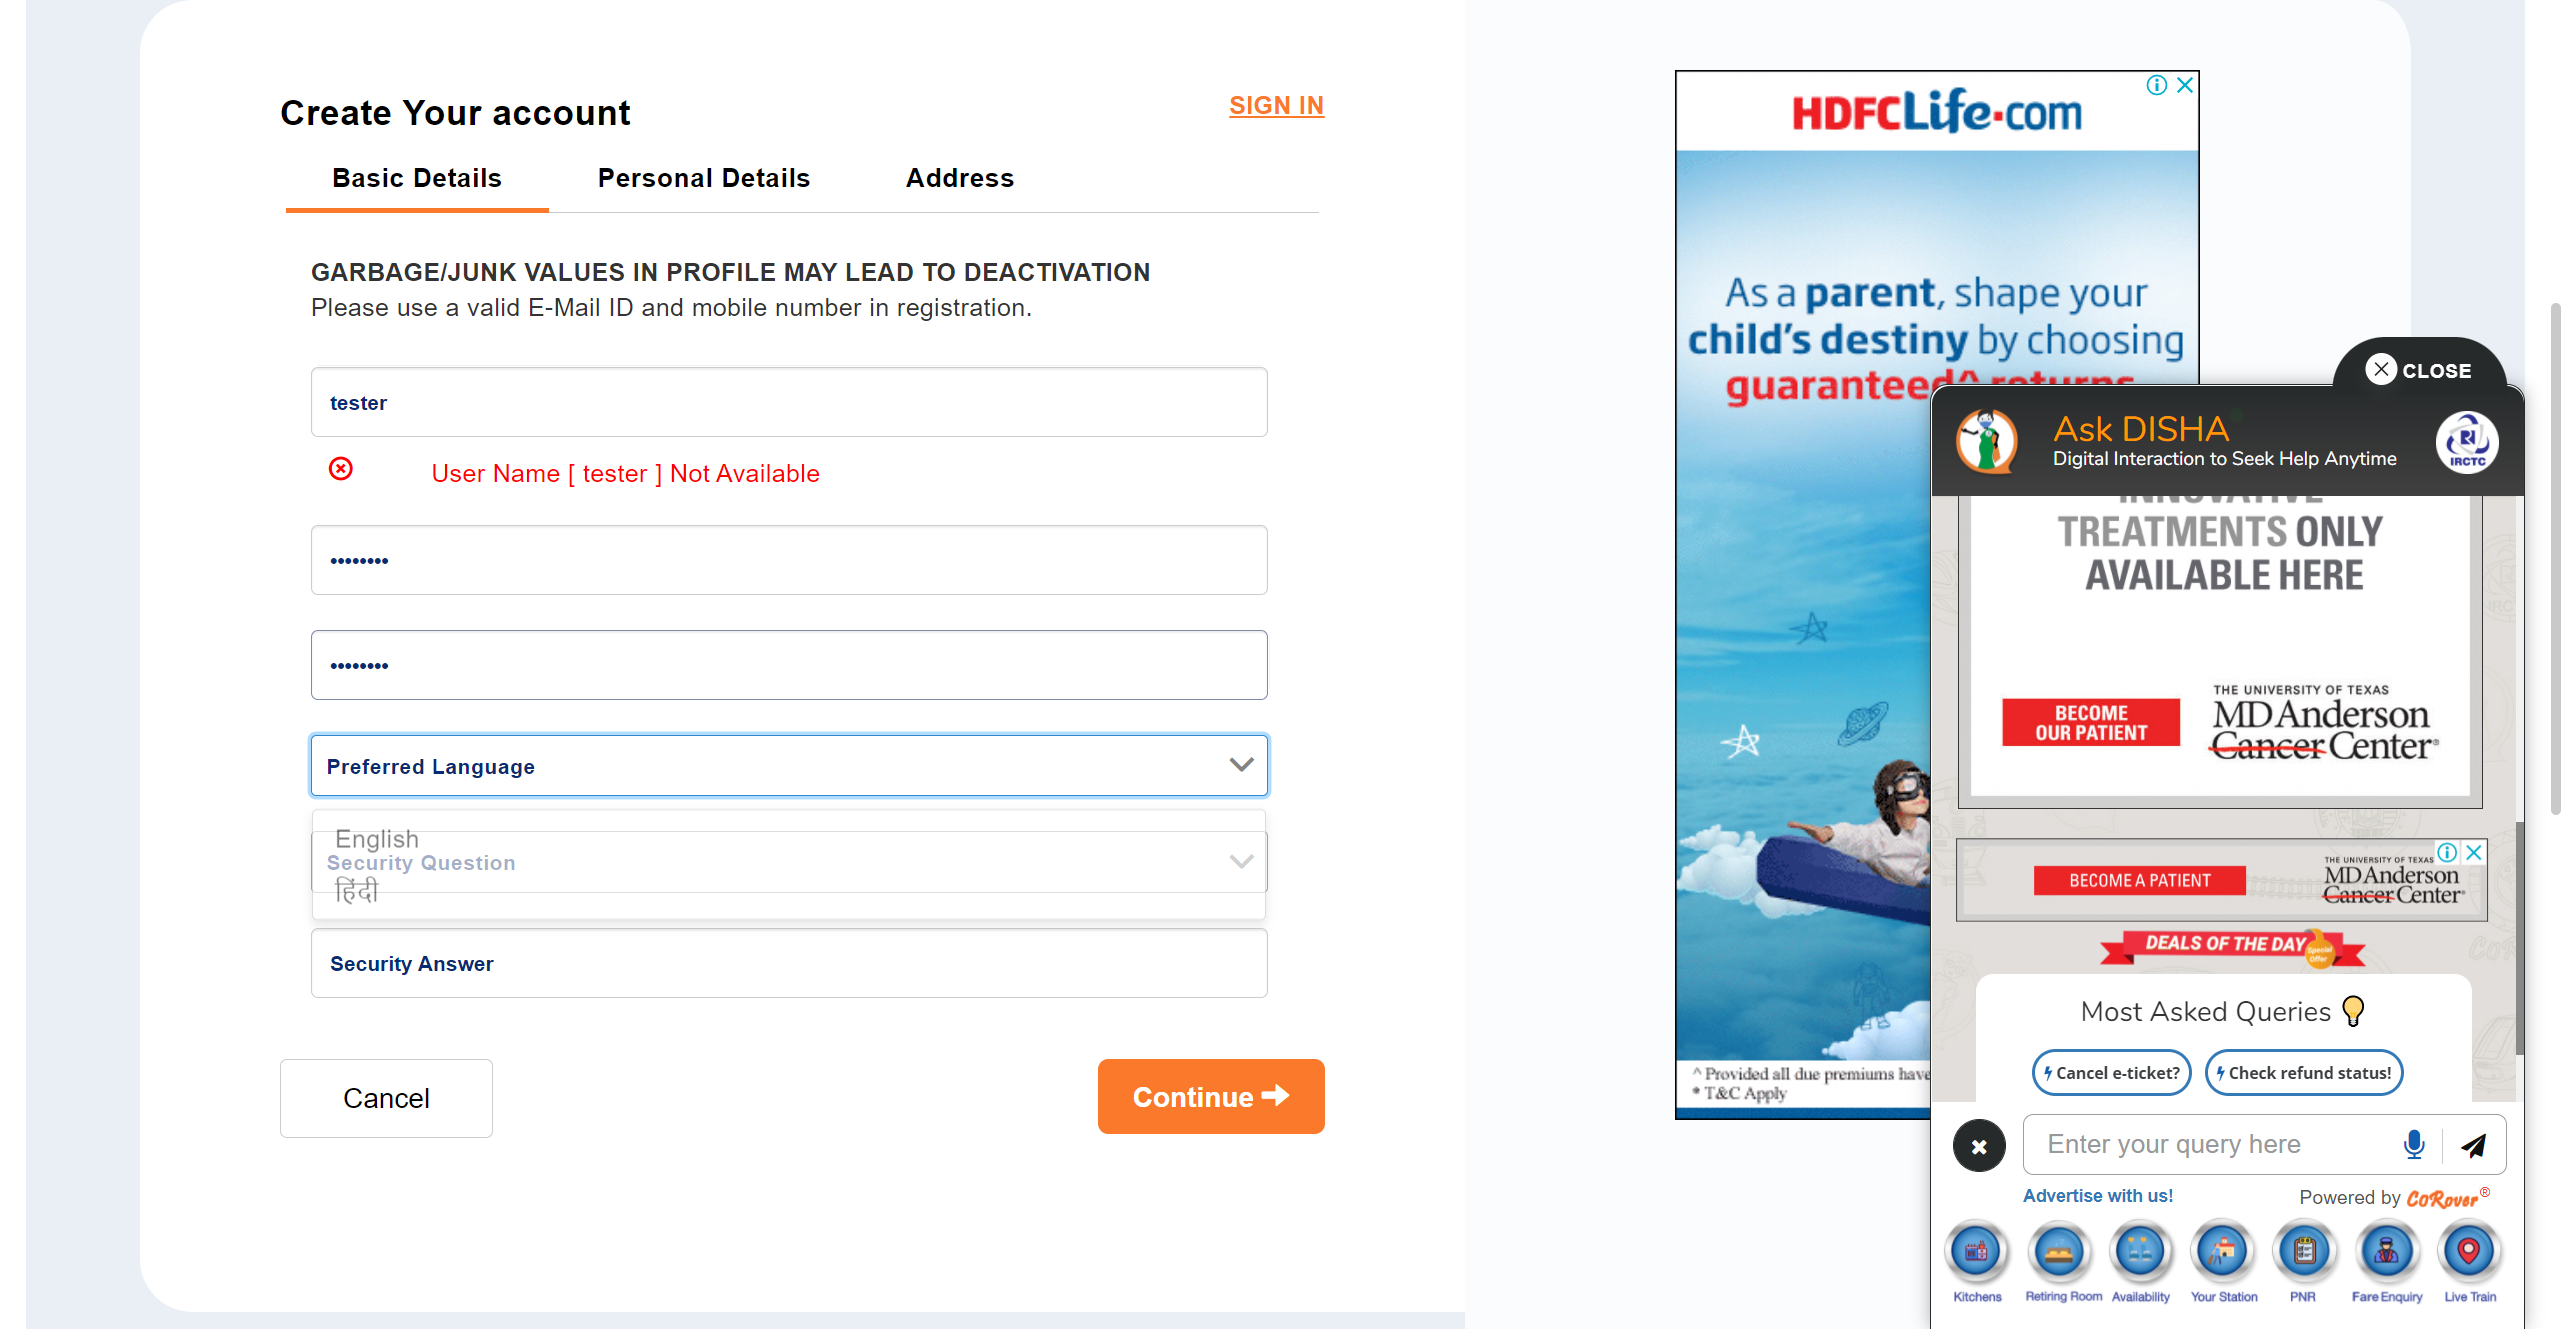 Create Your account
SIGN IN
Basic Details
Personal Details
Address
GARBAGE/JUNK VALUES IN PROFILE MAY LEAD TO DEACTIVATION
Please use a valid E-Mail ID and mobile number in registration.
tester
User Name [ tester ] Not Available
••••••••
••••••••
Preferred Language
English
Security Question
हिंदी
Security Answer
Cancel
Continue
HDFCLife.com
As a parent, shape your
child's destiny by choosing
guaranteed^ returns
^ Provided all due premiums have
* T&C Apply
CLOSE
Ask DISHA
Digital Interaction to Seek Help Anytime
IRCTC
INNOVATIVE
TREATMENTS ONLY
AVAILABLE HERE
BECOME
OUR PATIENT
THE UNIVERSITY OF TEXAS
MD Anderson
Cancer Center
BECOME A PATIENT
THE UNIVERSITY OF TEXAS
MD Anderson
Cancer Center
DEALS OF THE DAY
Special
Offer
Most Asked Queries
Cancel e-ticket?
Check refund status!
Enter your query here
Advertise with us!
Powered by CoRover®
Kitchens
Retiring Room
Availability
Your Station
PNR
Fare Enquiry
Live Train